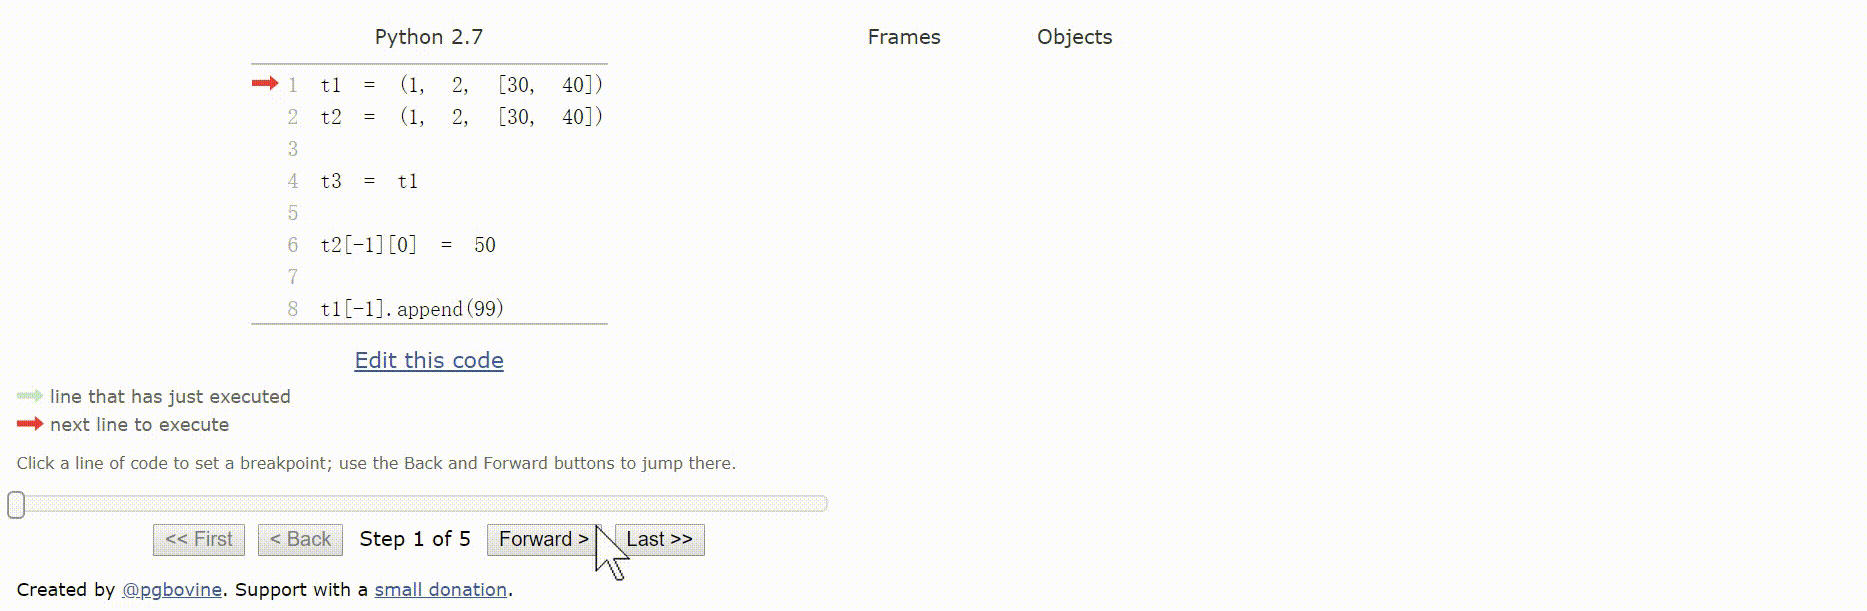 Python 2.7
Frames
Objects
1 t1 = (1, 2, [30, 40])
2 t2 = (1, 2, [30, 40])
3
4 t3 = t1
5
6 t2[-1][0] = 50
7
8 t1[-1].append(99)
Edit this code
line that has just executed
next line to execute
Click a line of code to set a breakpoint; use the Back and Forward buttons to jump there.
<< First < Back Step 1 of 5 Forward > Last >>
Created by @pgbovine. Support with a small donation.